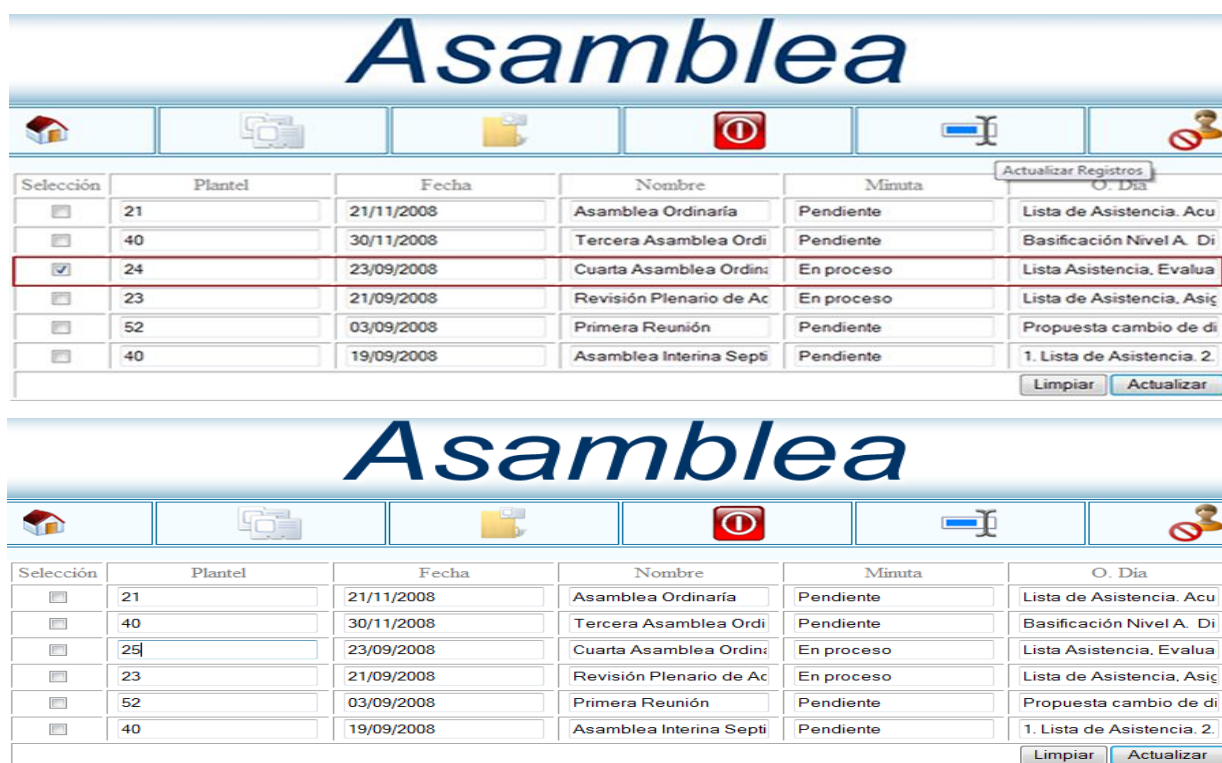 Asamblea
Actualizar Registros
Selección Plantel Fecha Nombre Minuta O. Dia
21 21/11/2008 Asamblea Ordinaría Pendiente Lista de Asistencia. Acu
40 30/11/2008 Tercera Asamblea Ordi Pendiente Basificación Nivel A. Di
24 23/09/2008 Cuarta Asamblea Ordina En proceso Lista Asistencia, Evalua
23 21/09/2008 Revisión Plenario de Ac En proceso Lista de Asistencia, Asig
52 03/09/2008 Primera Reunión Pendiente Propuesta cambio de di
40 19/09/2008 Asamblea Interina Septi Pendiente 1. Lista de Asistencia. 2.
Limpiar Actualizar
Asamblea
Selección Plantel Fecha Nombre Minuta O. Dia
21 21/11/2008 Asamblea Ordinaría Pendiente Lista de Asistencia. Acu
40 30/11/2008 Tercera Asamblea Ordi Pendiente Basificación Nivel A. Di
25 23/09/2008 Cuarta Asamblea Ordina En proceso Lista Asistencia, Evalua
23 21/09/2008 Revisión Plenario de Ac En proceso Lista de Asistencia, Asig
52 03/09/2008 Primera Reunión Pendiente Propuesta cambio de di
40 19/09/2008 Asamblea Interina Septi Pendiente 1. Lista de Asistencia. 2.
Limpiar Actualizar